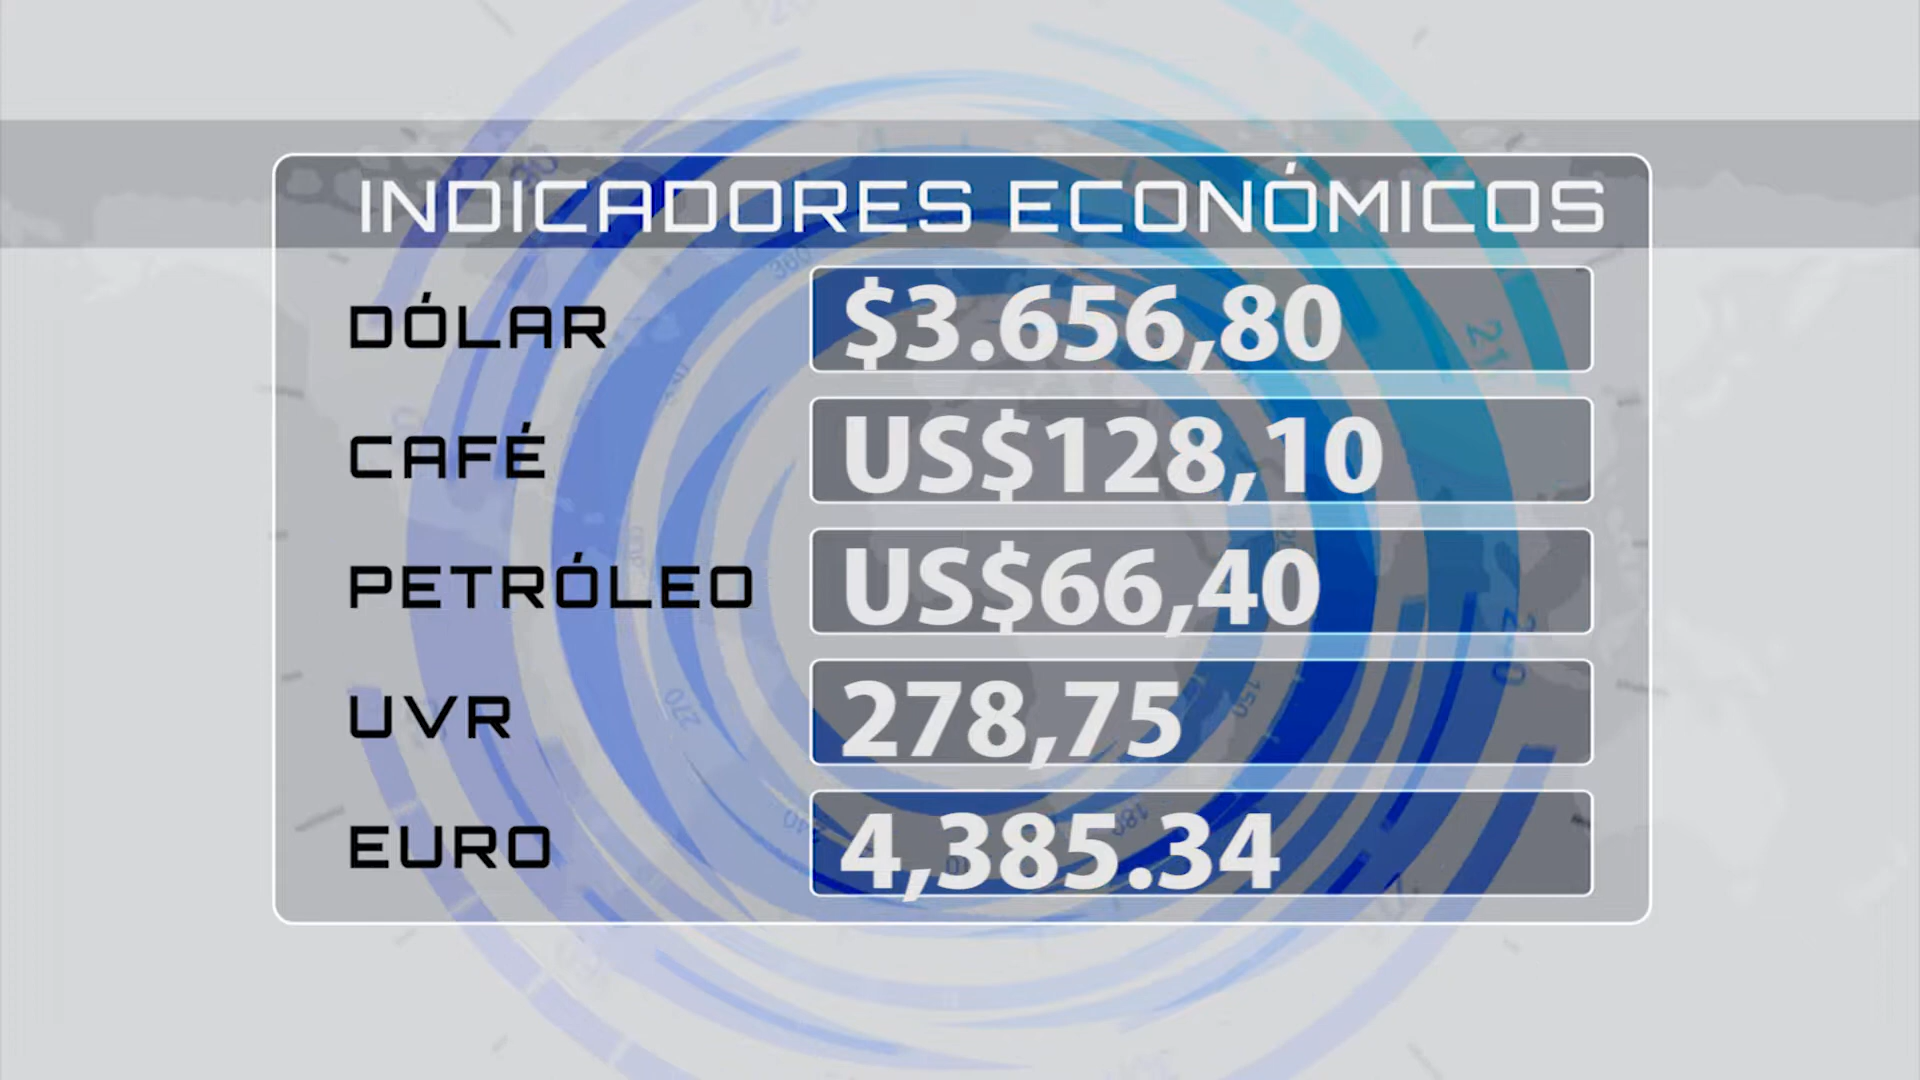 INDICADORES ECONÓMICOS
DÓLAR $3.656,80
CAFÉ US$128,10
PETRÓLEO US$66,40
UVR 278,75
EURO 4,385.34